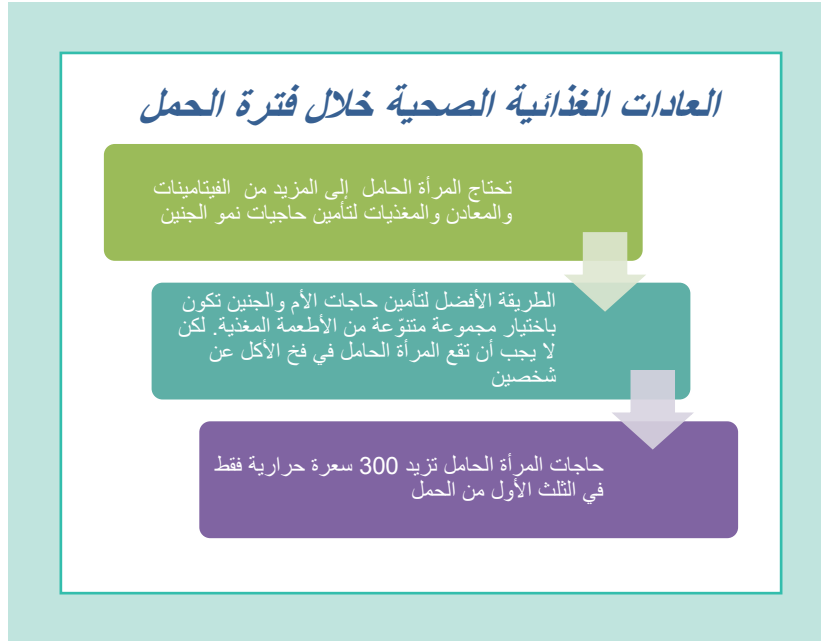 العادات الغذائية الصحية خلال فترة الحمل
تحتاج المرأة الحامل إلى المزيد من الفيتامينات
والمعادن والمغذيات لتأمين حاجيات نمو الجنين
الطريقة الأفضل لتأمين حاجات الأم والجنين تكون
باختيار مجموعة متنوّعة من الأطعمة المغذية. لكن
لا يجب أن تقع المرأة الحامل في فخ الأكل عن
شخصين
حاجات المرأة الحامل تزيد 300 سعرة حرارية فقط
في الثلث الأول من الحمل